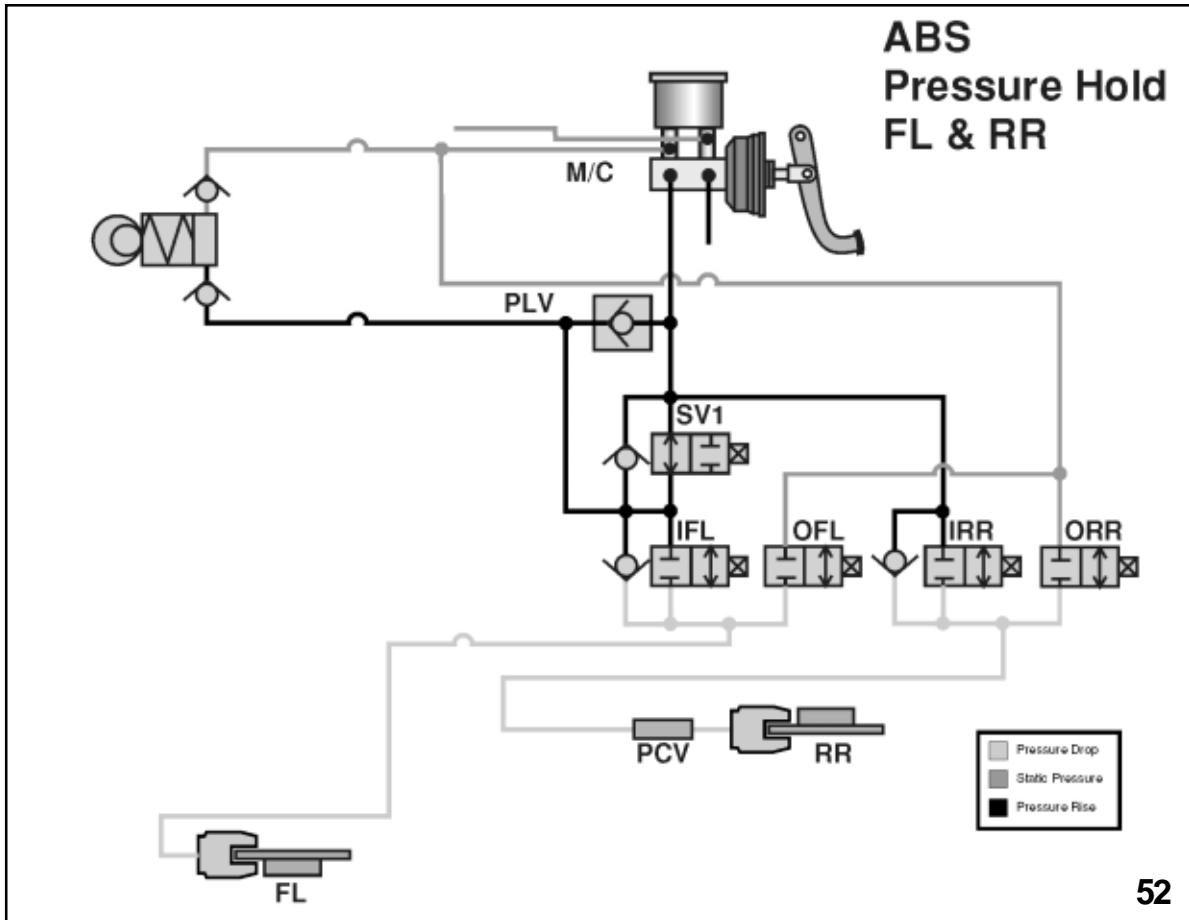 ABS
Pressure Hold
FL & RR
M/C
PLV
SV1
IFL
OFL
IRR
ORR
PCV
RR
FL
Pressure Drop
Static Pressure
Pressure Rise
52